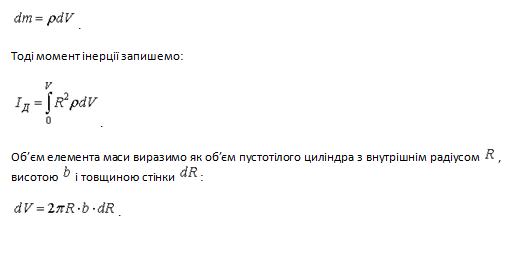 dm = ρdV .
Тоді момент інерції запишемо:
I_Д = ∫₀^V R²ρdV .
Об’єм елемента маси виразимо як об’єм пустотілого циліндра з внутрішнім радіусом R ,
висотою b і товщиною стінки dR :
dV = 2πR·b·dR .